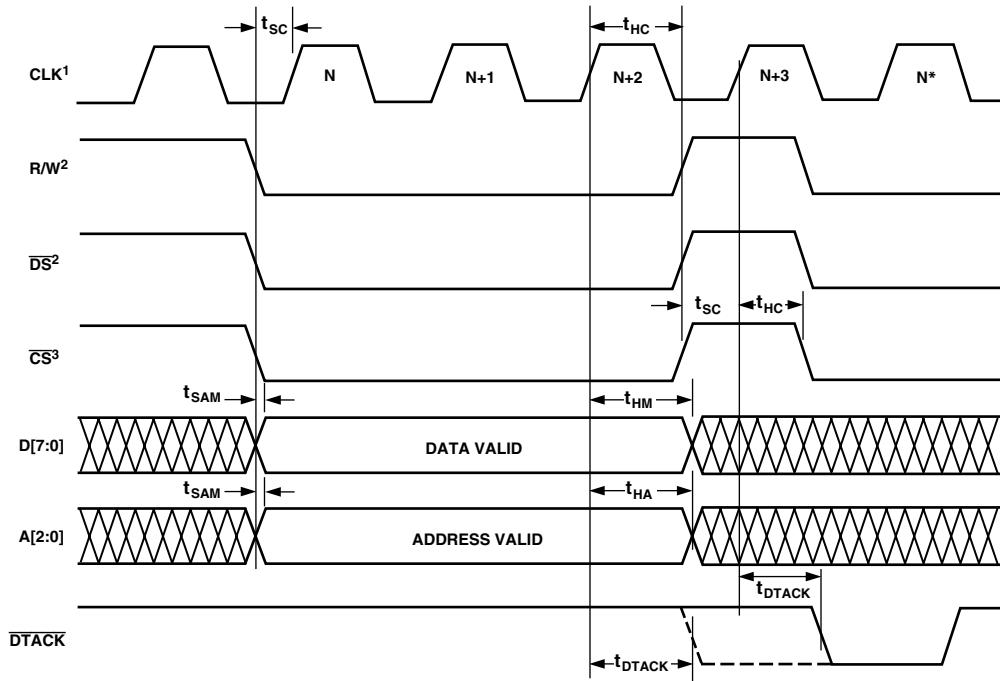 tSC
tHC
CLK1
N
N+1
N+2
N+3
N*
R/W2
DS2
tSC
tHC
CS3
tSAM
tHM
D[7:0]
DATA VALID
tSAM
tHA
A[2:0]
ADDRESS VALID
tDTACK
DTACK
tDTACK